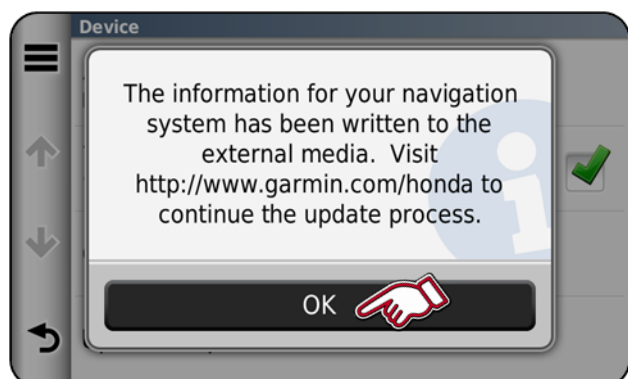 Device
The information for your navigation
system has been written to the
external media.  Visit
http://www.garmin.com/honda to
continue the update process.
OK